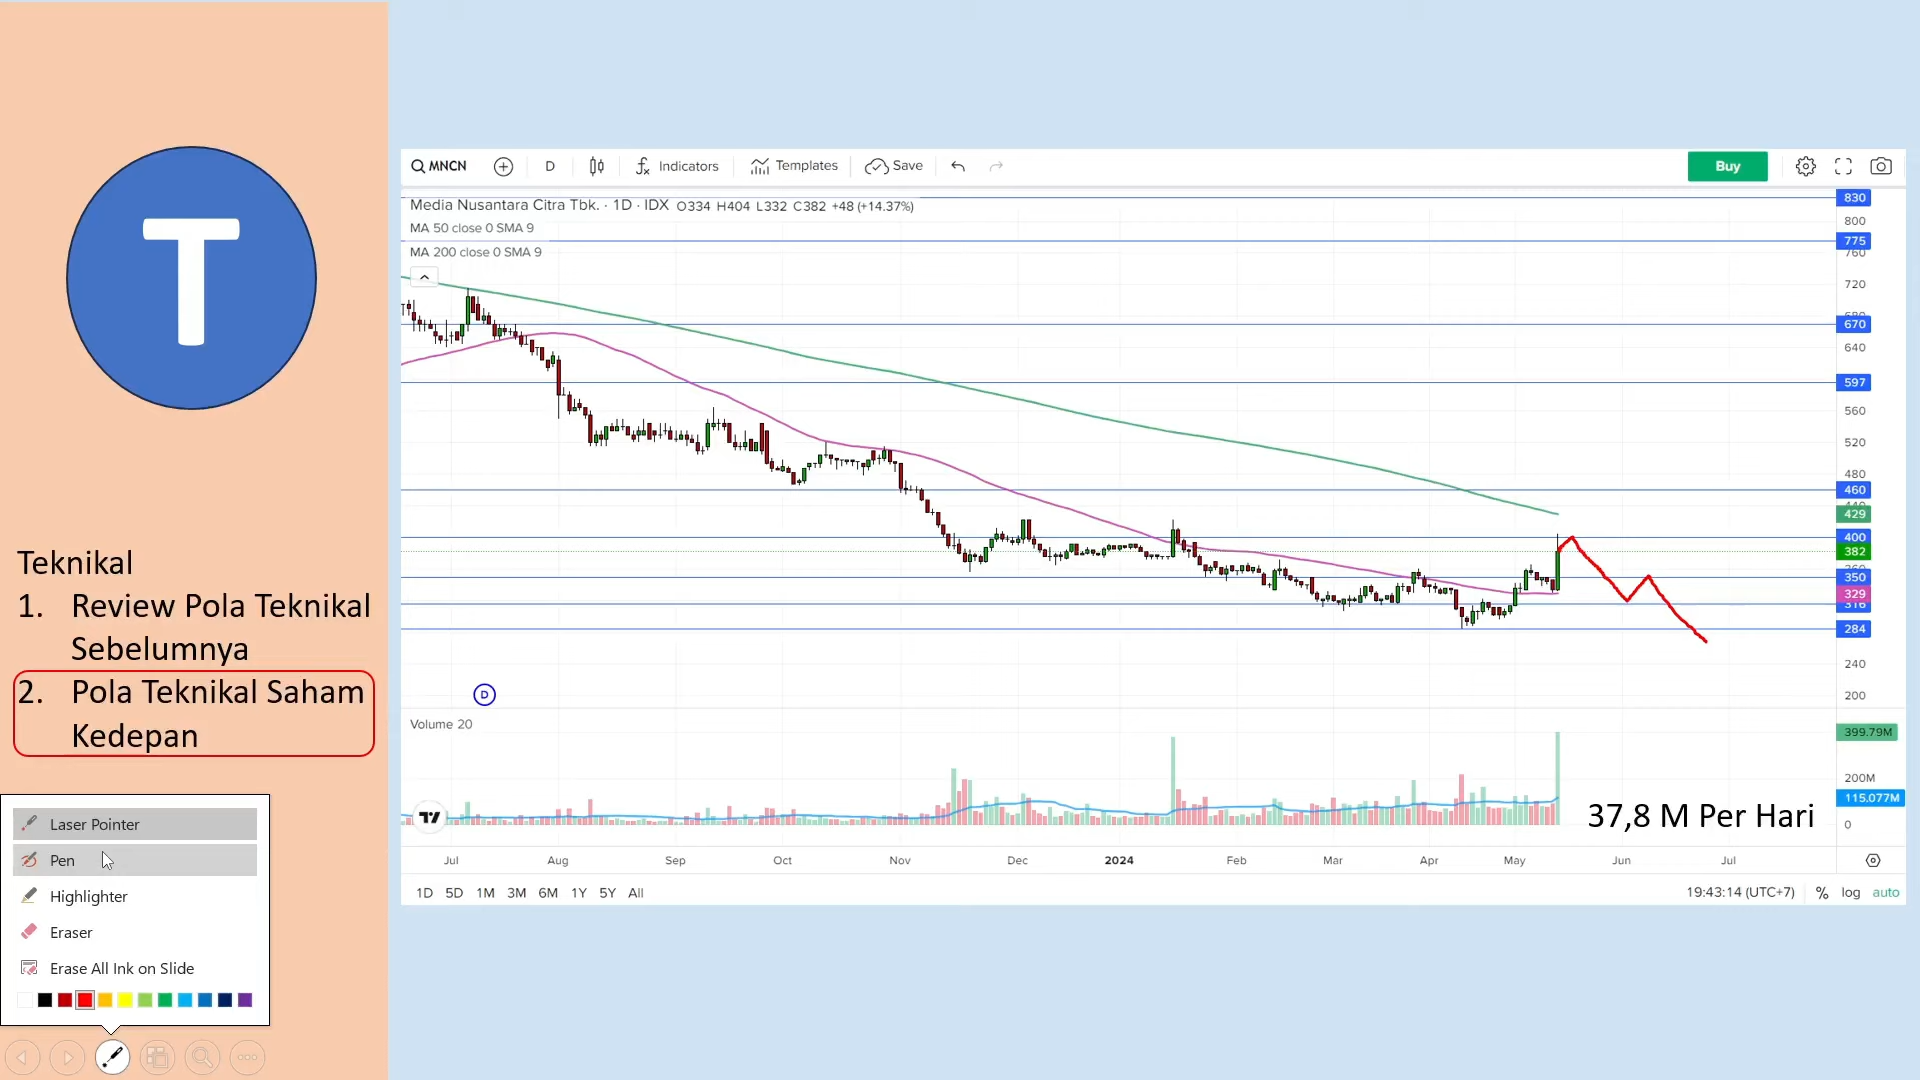 T
Teknikal
1. Review Pola Teknikal
Sebelumnya
2. Pola Teknikal Saham
Kedepan
Laser Pointer
Pen
Highlighter
Eraser
Erase All Ink on Slide
MNCN
D
Indicators
Templates
Save
Buy
Media Nusantara Citra Tbk. · 1D · IDX O334 H404 L332 C382 +48 (+14.37%)
MA 50 close 0 SMA 9
MA 200 close 0 SMA 9
830
800
775
760
720
680
670
640
597
560
520
480
460
440
429
400
382
360
350
329
316
284
240
200
D
Volume 20
399.79M
200M
115.077M
0
37,8 M Per Hari
Jul Aug Sep Oct Nov Dec 2024 Feb Mar Apr May Jun Jul
1D 5D 1M 3M 6M 1Y 5Y All
19:43:14 (UTC+7) % log auto